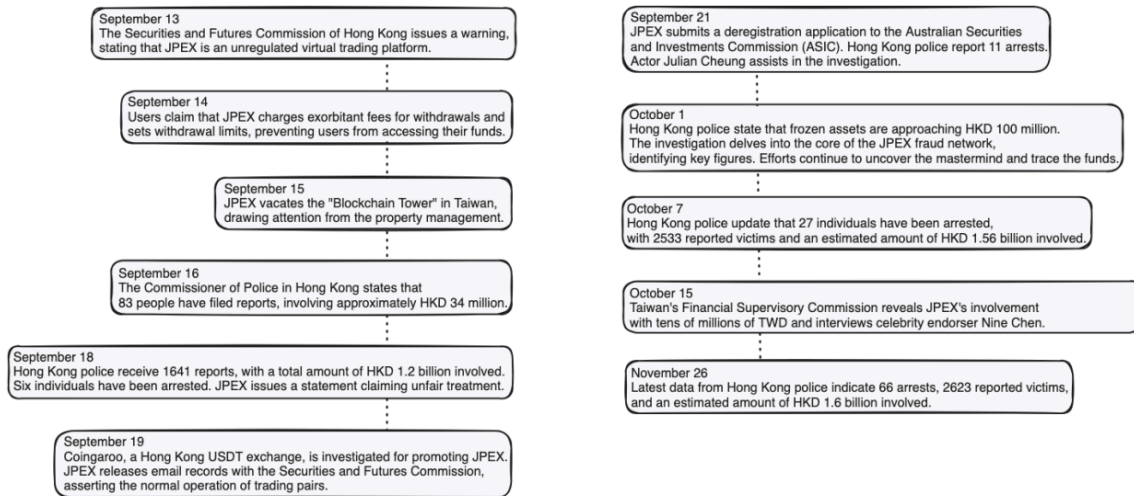 September 13
The Securities and Futures Commission of Hong Kong issues a warning,
stating that JPEX is an unregulated virtual trading platform.
September 14
Users claim that JPEX charges exorbitant fees for withdrawals and
sets withdrawal limits, preventing users from accessing their funds.
September 15
JPEX vacates the "Blockchain Tower" in Taiwan,
drawing attention from the property management.
September 16
The Commissioner of Police in Hong Kong states that
83 people have filed reports, involving approximately HKD 34 million.
September 18
Hong Kong police receive 1641 reports, with a total amount of HKD 1.2 billion involved.
Six individuals have been arrested. JPEX issues a statement claiming unfair treatment.
September 19
Coingaroo, a Hong Kong USDT exchange, is investigated for promoting JPEX.
JPEX releases email records with the Securities and Futures Commission,
asserting the normal operation of trading pairs.
September 21
JPEX submits a deregistration application to the Australian Securities
and Investments Commission (ASIC). Hong Kong police report 11 arrests.
Actor Julian Cheung assists in the investigation.
October 1
Hong Kong police state that frozen assets are approaching HKD 100 million.
The investigation delves into the core of the JPEX fraud network,
identifying key figures. Efforts continue to uncover the mastermind and trace the funds.
October 7
Hong Kong police update that 27 individuals have been arrested,
with 2533 reported victims and an estimated amount of HKD 1.56 billion involved.
October 15
Taiwan's Financial Supervisory Commission reveals JPEX's involvement
with tens of millions of TWD and interviews celebrity endorser Nine Chen.
November 26
Latest data from Hong Kong police indicate 66 arrests, 2623 reported victims,
and an estimated amount of HKD 1.6 billion involved.